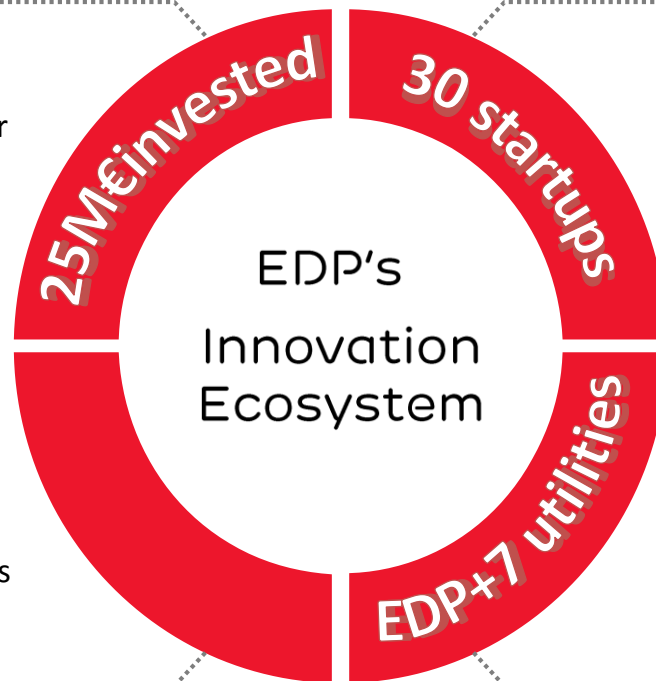 25M€invested
30 startups
r
EDP's
Innovation
Ecosystem
EDP+7 utilities
s